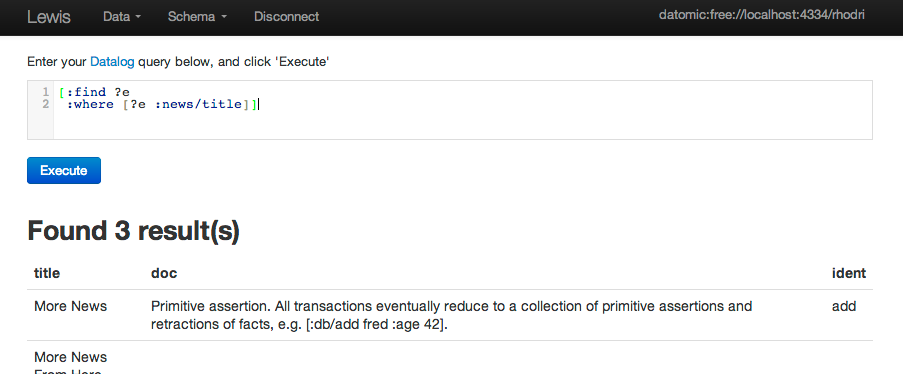 Lewis Data Schema Disconnect datomic:free://localhost:4334/rhodri
Enter your Datalog query below, and click 'Execute'
1 [:find ?e
2 :where [?e :news/title]]
Execute
Found 3 result(s)
title doc ident
More News Primitive assertion. All transactions eventually reduce to a collection of primitive assertions and add
retractions of facts, e.g. [:db/add fred :age 42].
More News
From Here